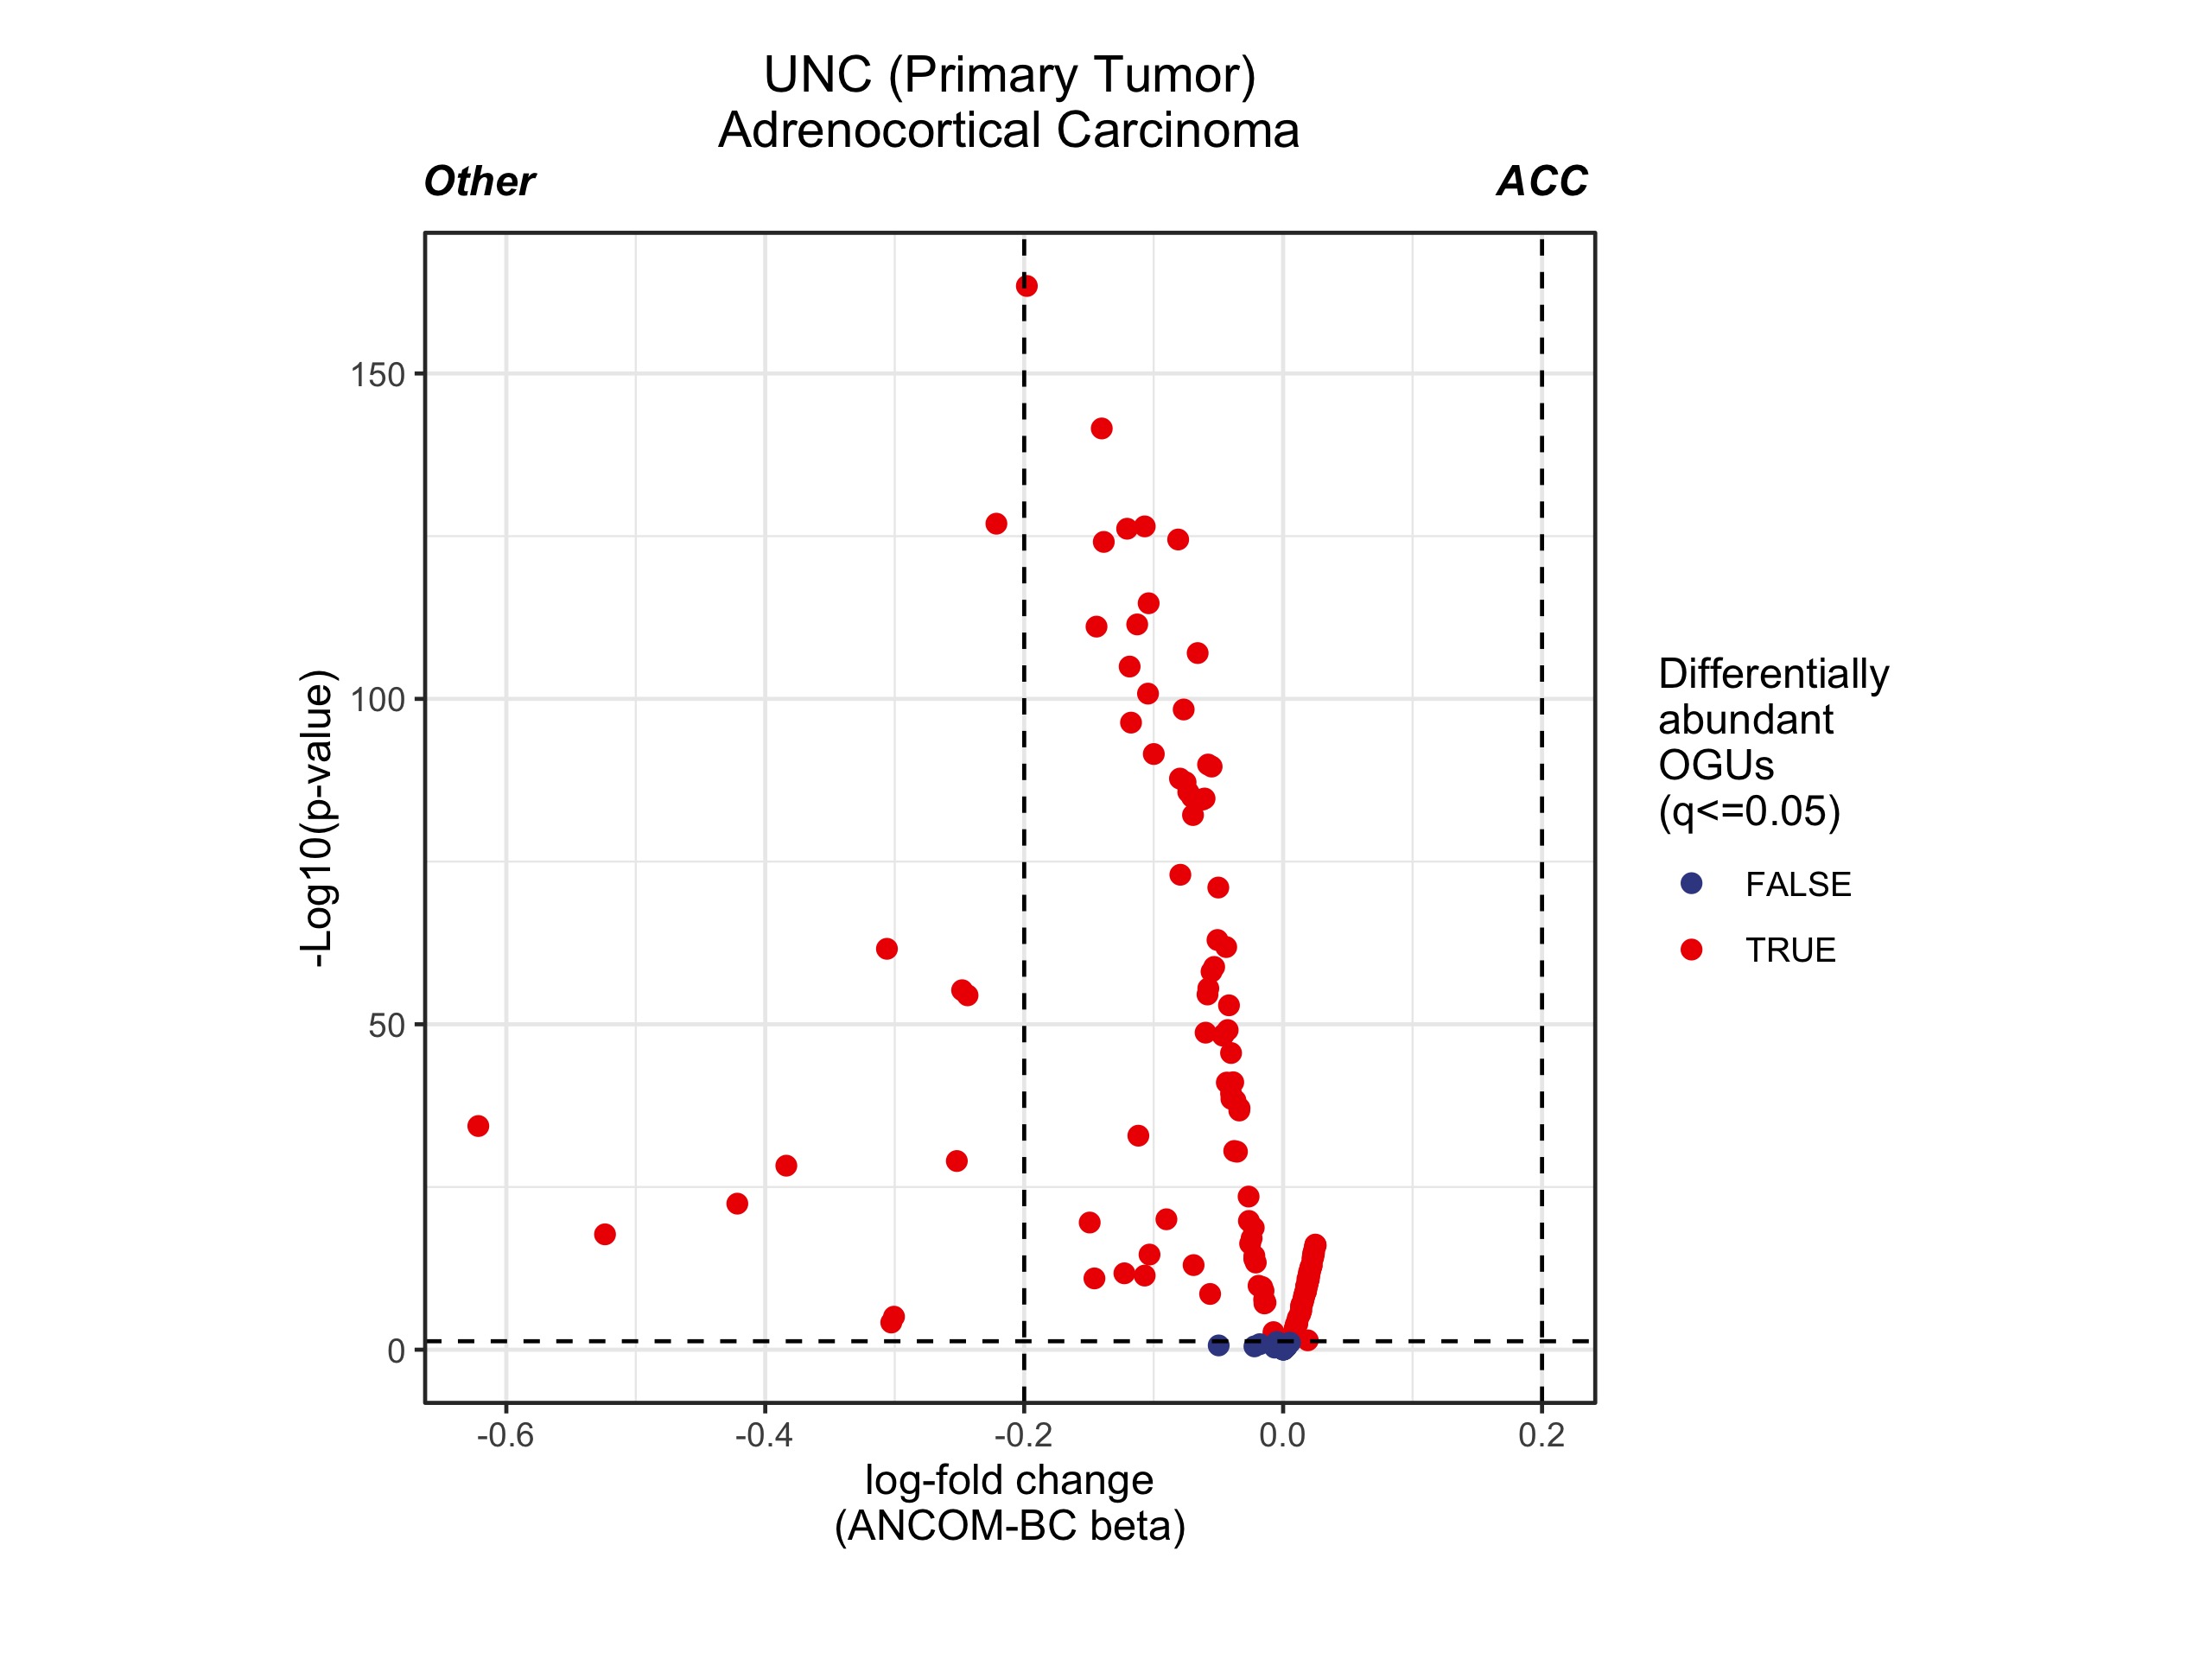 UNC (Primary Tumor)
Adrenocortical Carcinoma
Other
ACC
-Log10(p-value)
150
100
50
0
-0.6
-0.4
-0.2
0.0
0.2
log-fold change
(ANCOM-BC beta)
Differentially
abundant
OGUs
(q<=0.05)
FALSE
TRUE